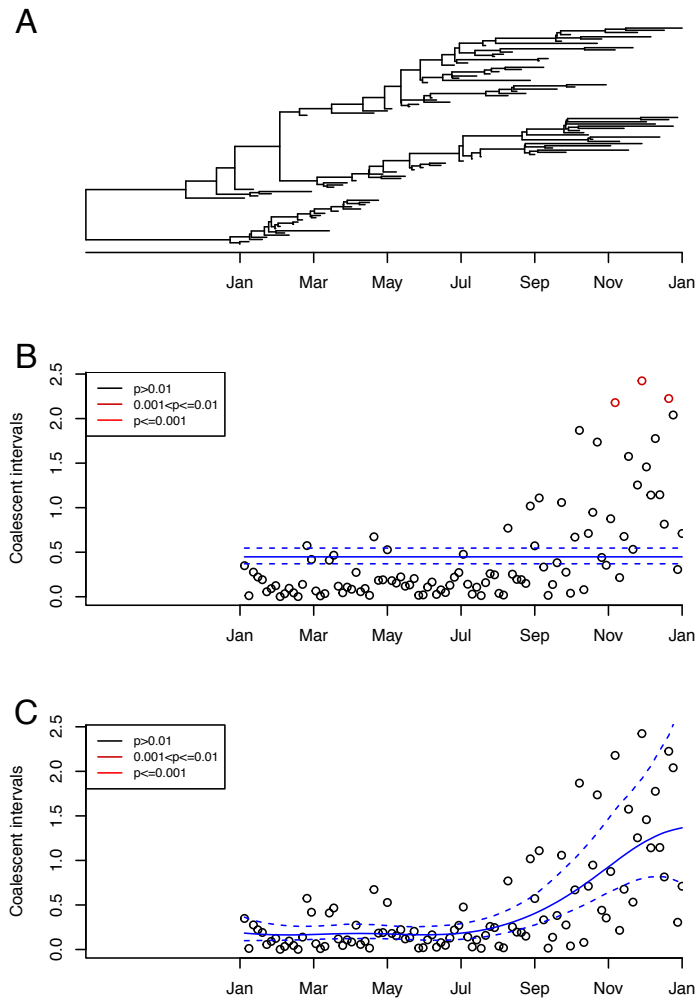 A
Jan Mar May Jul Sep Nov Jan
B
Coalescent intervals
2.5
2.0
1.5
1.0
0.5
0.0
p>0.01
0.001<p<=0.01
p<=0.001
Jan Mar May Jul Sep Nov Jan
C
Coalescent intervals
2.5
2.0
1.5
1.0
0.5
0.0
p>0.01
0.001<p<=0.01
p<=0.001
Jan Mar May Jul Sep Nov Jan